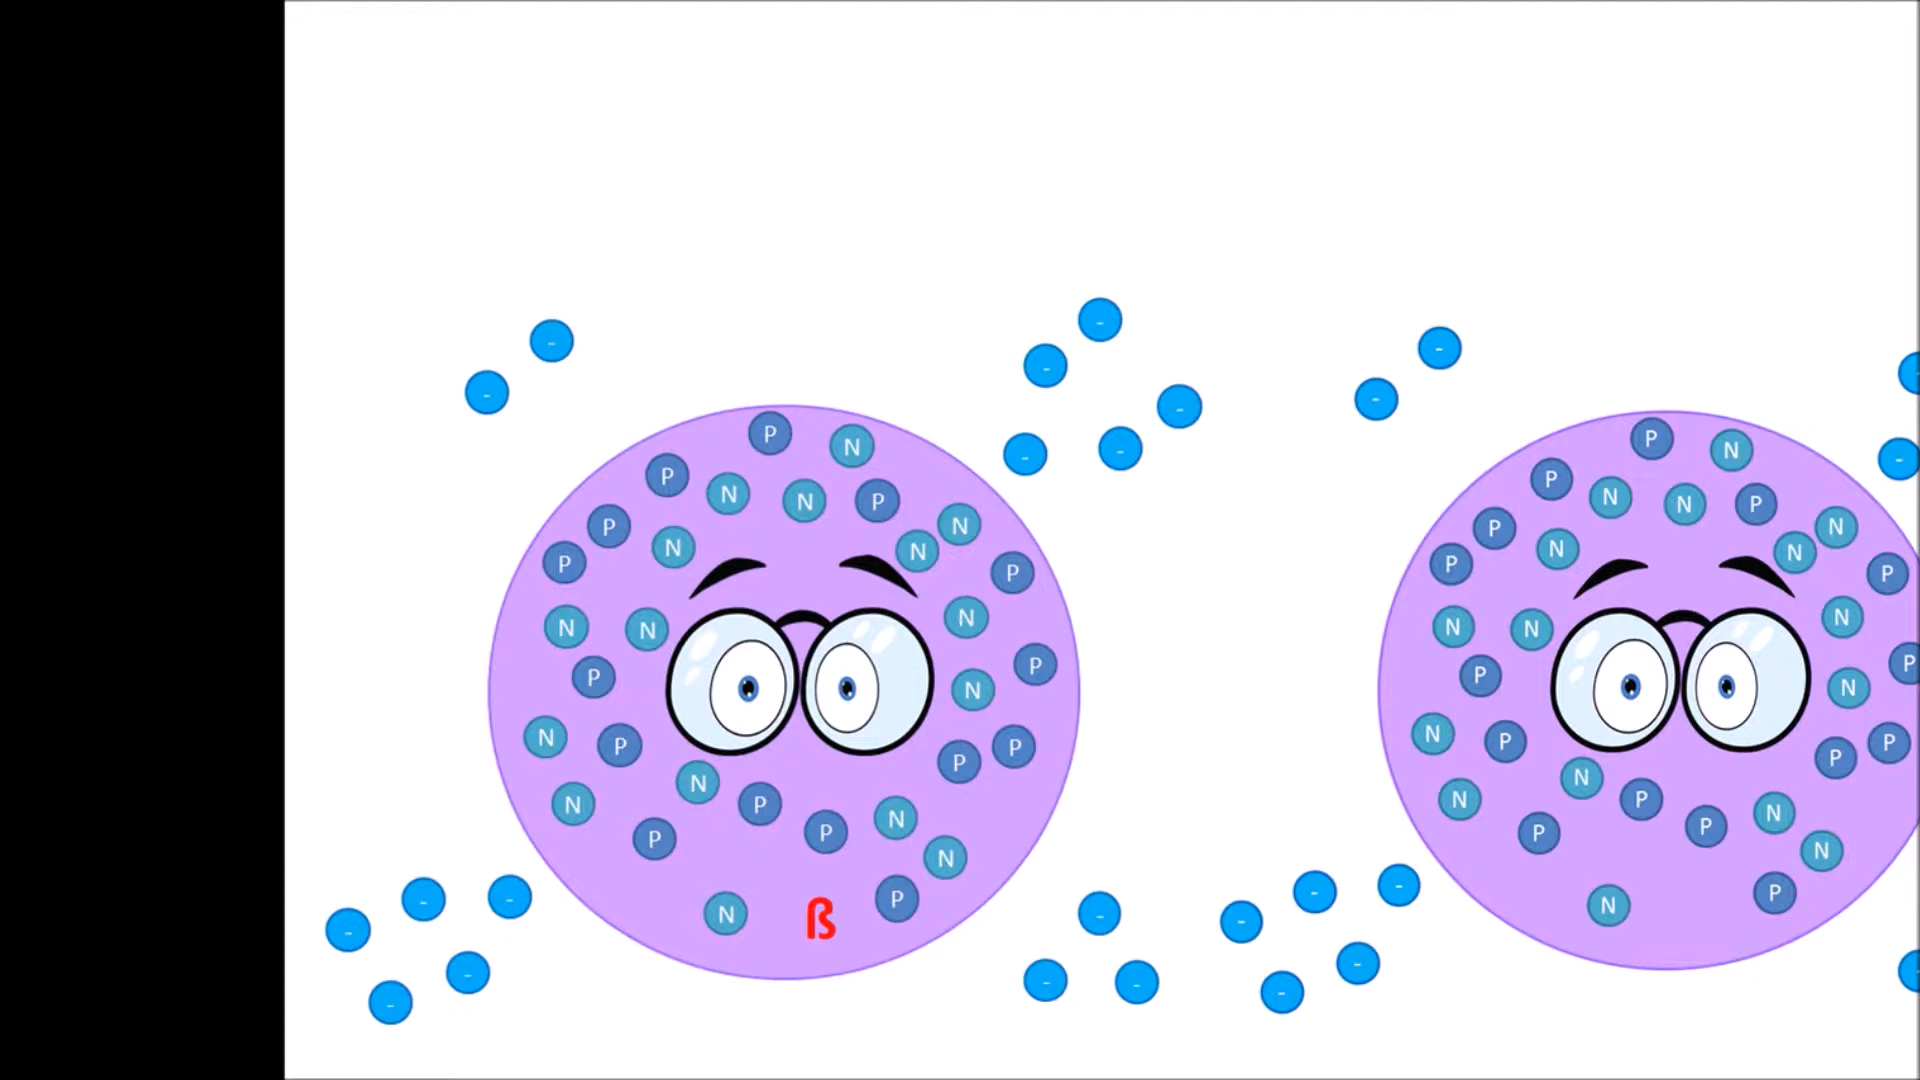 - - - - -
- -
- -
P N P N
P N N P P N N P
P N N N P N N N
P N P P N P
N N N N N N
P P P P
N N P N N P
N P P P N P P P
N N P N N P N
P P N P P N
N N
- - - - -
N ß P N P
- - - -
- - - -
- -